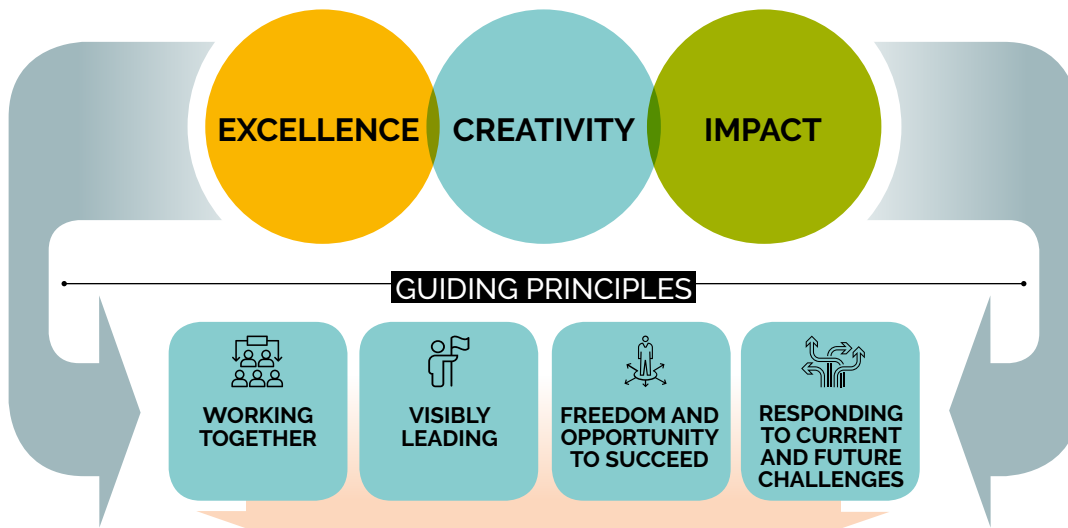 EXCELLENCE
CREATIVITY
IMPACT
GUIDING PRINCIPLES
WORKING
TOGETHER
VISIBLY
LEADING
FREEDOM AND
OPPORTUNITY
TO SUCCEED
RESPONDING
TO CURRENT
AND FUTURE
CHALLENGES